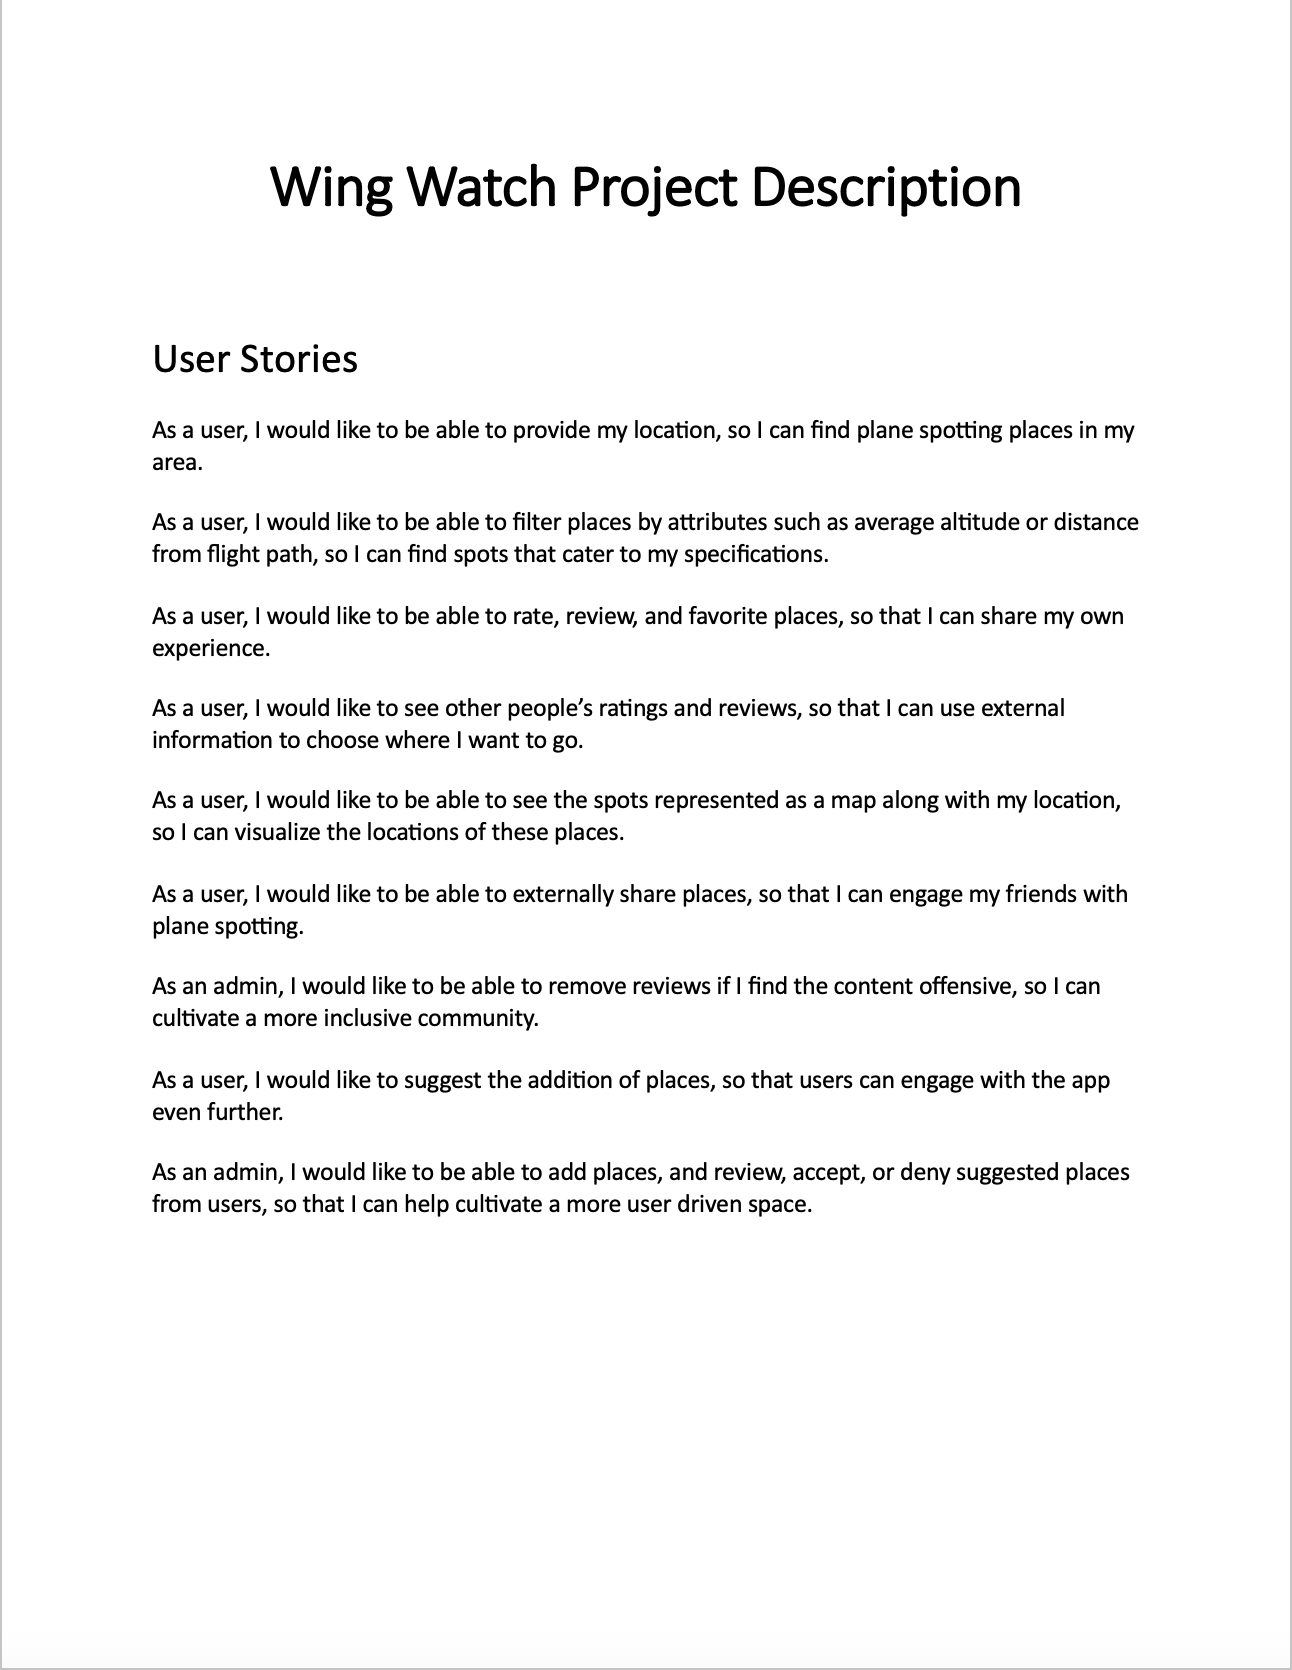 Wing Watch Project Description
User Stories
As a user, I would like to be able to provide my location, so I can find plane spotting places in my
area.
As a user, I would like to be able to filter places by attributes such as average altitude or distance
from flight path, so I can find spots that cater to my specifications.
As a user, I would like to be able to rate, review, and favorite places, so that I can share my own
experience.
As a user, I would like to see other people’s ratings and reviews, so that I can use external
information to choose where I want to go.
As a user, I would like to be able to see the spots represented as a map along with my location,
so I can visualize the locations of these places.
As a user, I would like to be able to externally share places, so that I can engage my friends with
plane spotting.
As an admin, I would like to be able to remove reviews if I find the content offensive, so I can
cultivate a more inclusive community.
As a user, I would like to suggest the addition of places, so that users can engage with the app
even further.
As an admin, I would like to be able to add places, and review, accept, or deny suggested places
from users, so that I can help cultivate a more user driven space.